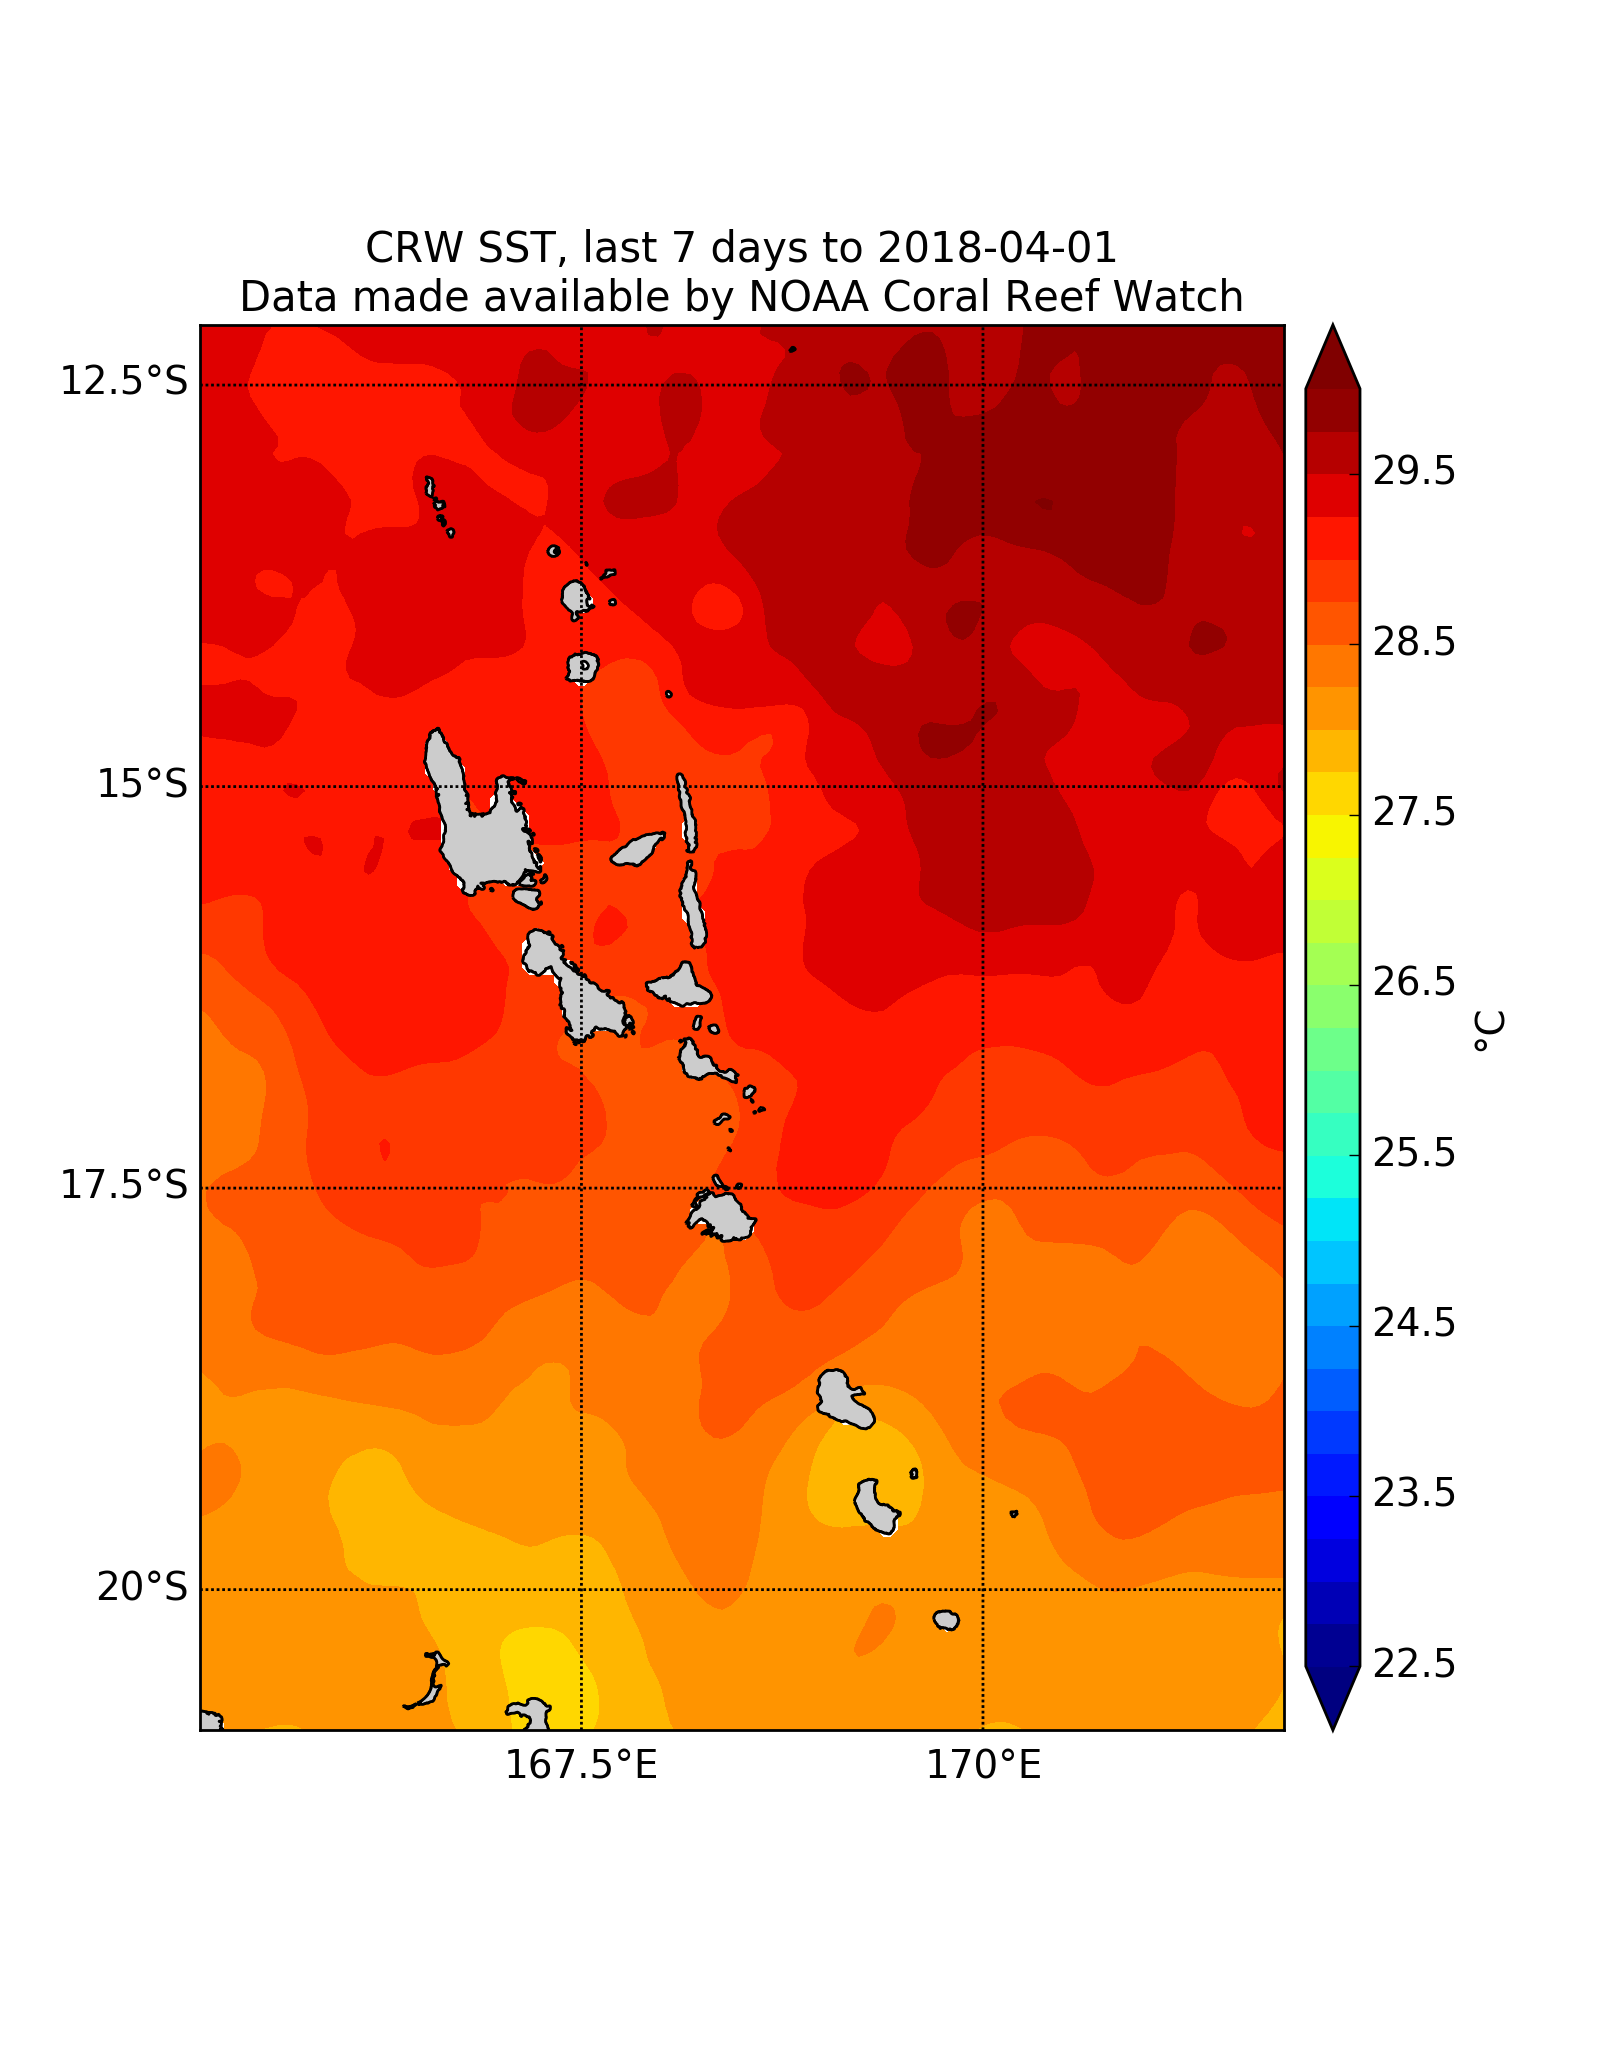 CRW SST, last 7 days to 2018-04-01
Data made available by NOAA Coral Reef Watch
12.5°S
15°S
17.5°S
20°S
167.5°E
170°E
29.5
28.5
27.5
26.5
25.5
24.5
23.5
22.5
°C